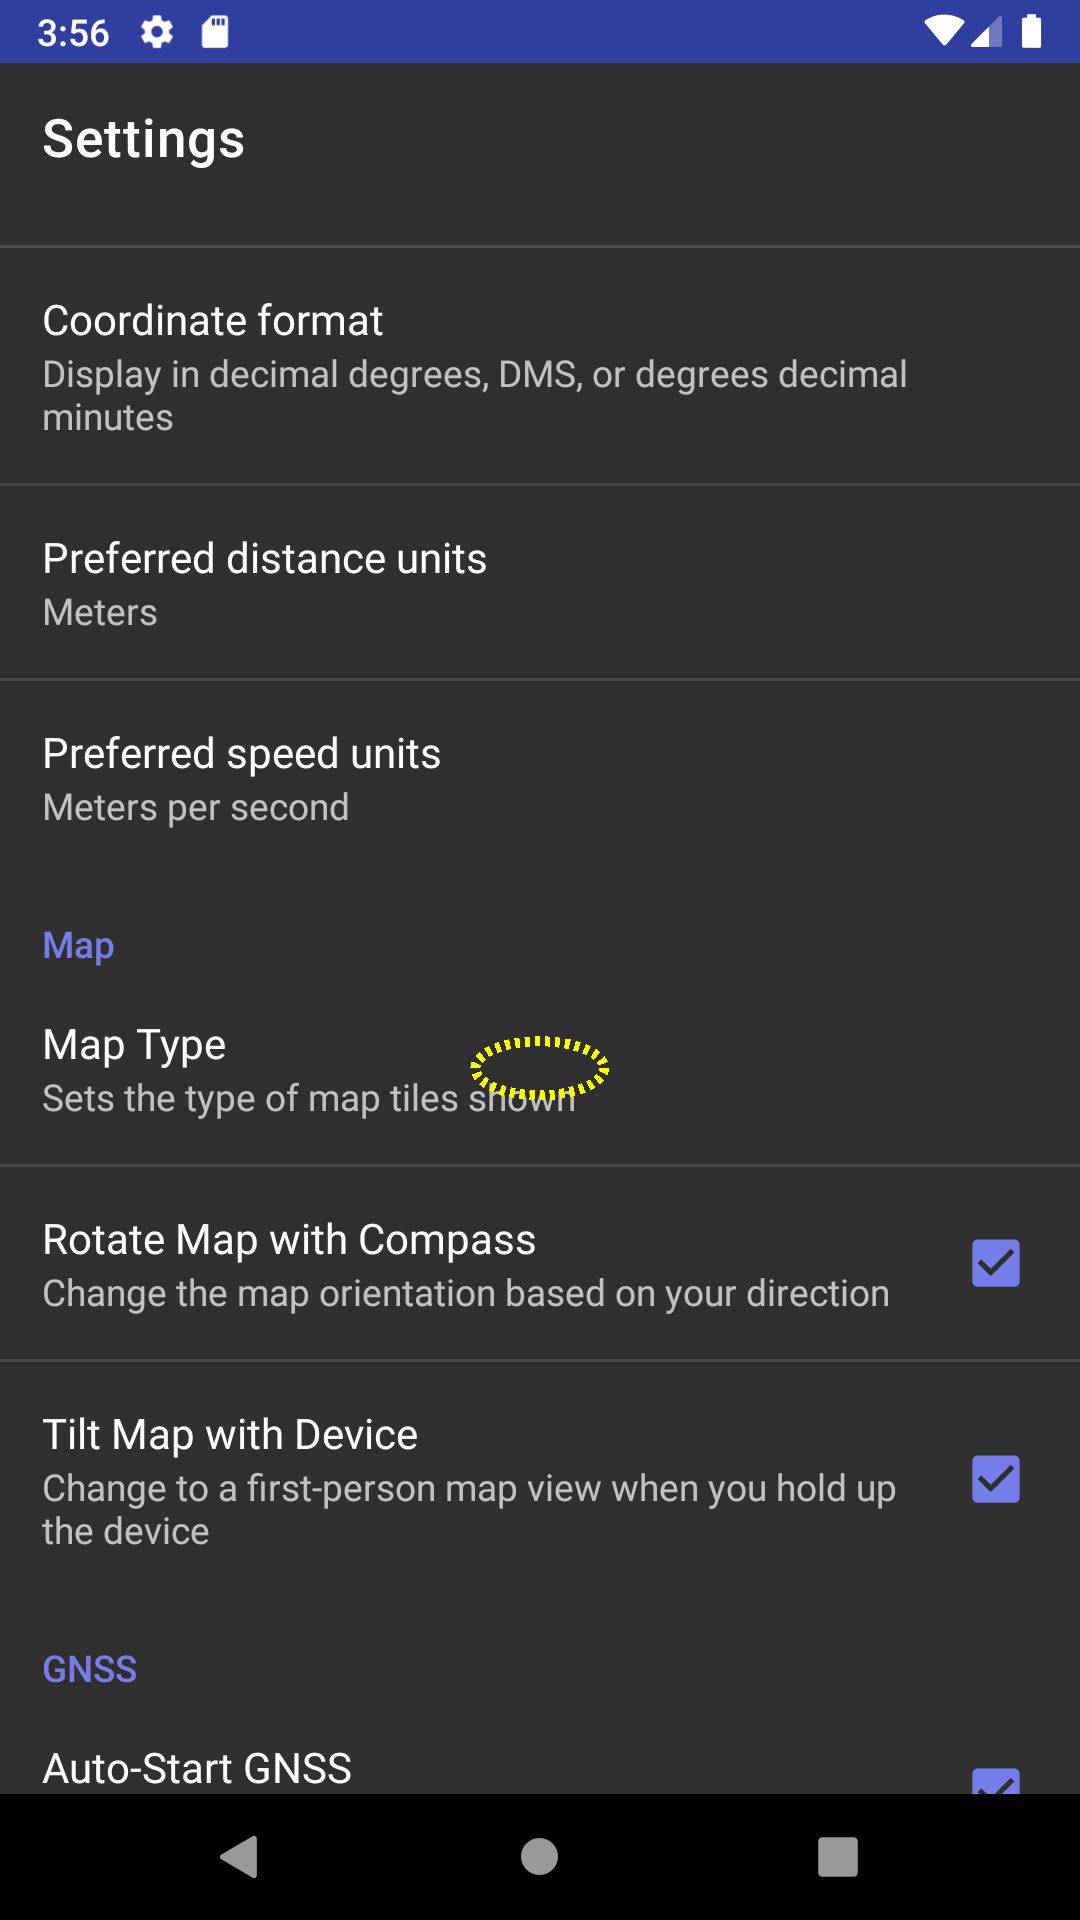 3:56
Settings
Coordinate format
Display in decimal degrees, DMS, or degrees decimal
minutes
Preferred distance units
Meters
Preferred speed units
Meters per second
Map
Map Type
Sets the type of map tiles shown
Rotate Map with Compass
Change the map orientation based on your direction
Tilt Map with Device
Change to a first-person map view when you hold up
the device
GNSS
Auto-Start GNSS